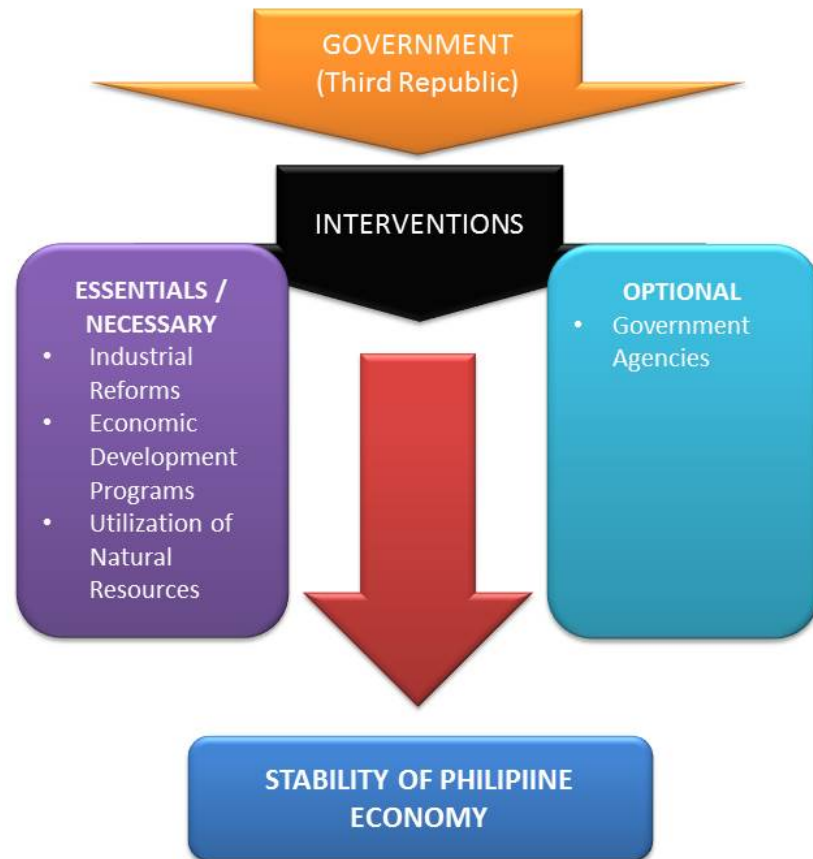 GOVERNMENT
(Third Republic)
INTERVENTIONS
ESSENTIALS /
NECESSARY
• Industrial
Reforms
• Economic
Development
Programs
• Utilization of
Natural
Resources
OPTIONAL
• Government
Agencies
STABILITY OF PHILIPIINE
ECONOMY